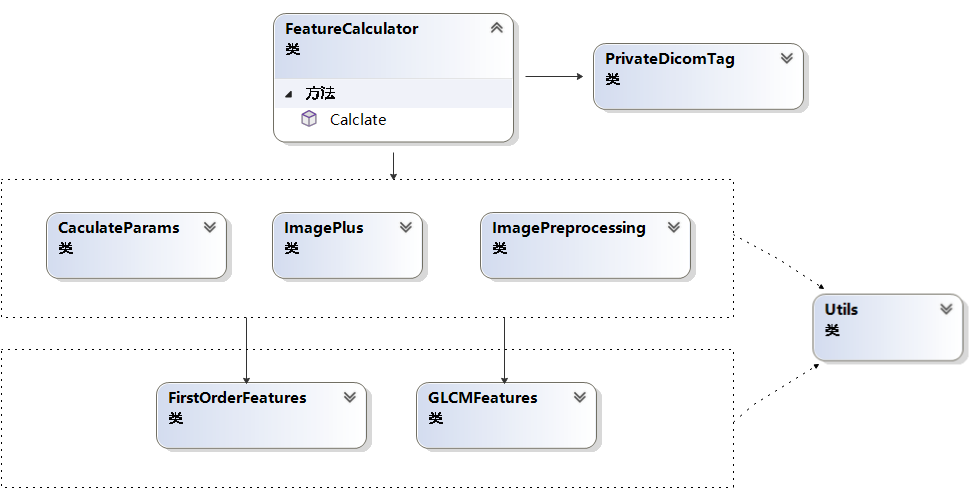 FeatureCalculator
类
方法
Calclate
PrivateDicomTag
类
CaculateParams
类
ImagePlus
类
ImagePreprocessing
类
Utils
类
FirstOrderFeatures
类
GLCMFeatures
类